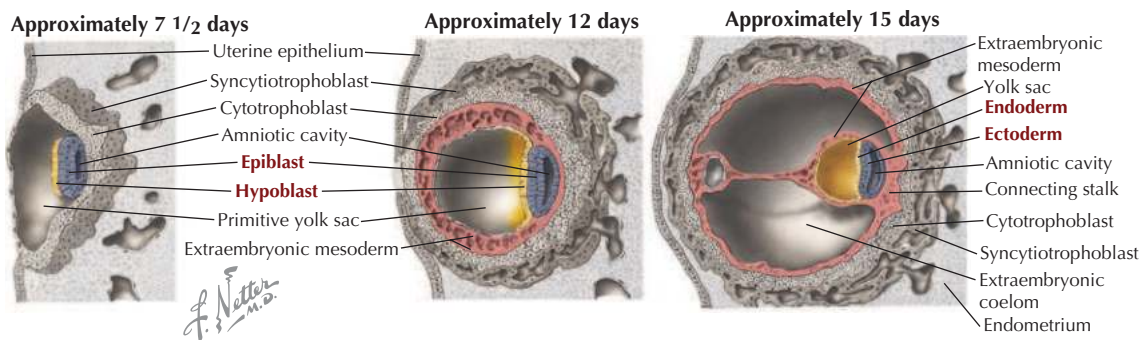 Approximately 7 1/2 days
Approximately 12 days
Approximately 15 days
Uterine epithelium
Syncytiotrophoblast
Cytotrophoblast
Amniotic cavity
Epiblast
Hypoblast
Primitive yolk sac
Extraembryonic mesoderm
F. Netter
M.D.
Extraembryonic
mesoderm
Yolk sac
Endoderm
Ectoderm
Amniotic cavity
Connecting stalk
Cytotrophoblast
Syncytiotrophoblast
Extraembryonic
coelom
Endometrium